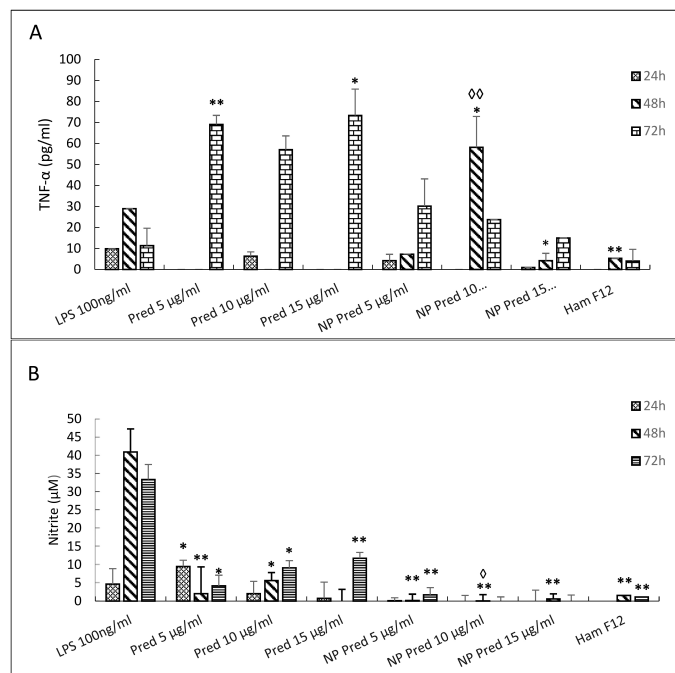 A
TNF-α (pg/ml)
100
90
80
70
60
50
40
30
20
10
0
**
*
◊◊
*
*
**
24h
48h
72h
LPS 100ng/ml
Pred 5 µg/ml
Pred 10 µg/ml
Pred 15 µg/ml
NP Pred 5 µg/ml
NP Pred 10…
NP Pred 15…
Ham F12
B
Nitrite (µM)
50
45
40
35
30
25
20
15
10
5
0
*
**
*
*
*
**
**
**
◊
**
**
**
**
24h
48h
72h
LPS 100ng/ml
Pred 5 µg/ml
Pred 10 µg/ml
Pred 15 µg/ml
NP Pred 5 µg/ml
NP Pred 10 µg/ml
NP Pred 15 µg/ml
Ham F12